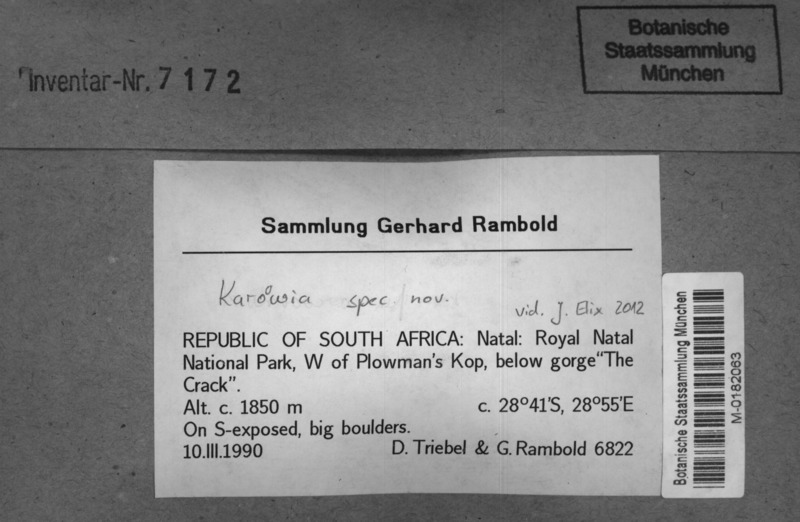 Botanische
Staatssammlung
München
Inventar-Nr. 7172
Sammlung Gerhard Rambold
Karoowia spec. nov.
vid. J. Elix 2012
REPUBLIC OF SOUTH AFRICA: Natal: Royal Natal
National Park, W of Plowman's Kop, below gorge "The
Crack".
Alt. c. 1850 m c. 28°41'S, 28°55'E
On S-exposed, big boulders.
10.III.1990 D. Triebel & G. Rambold 6822
Botanische Staatssammlung München
M-0182063